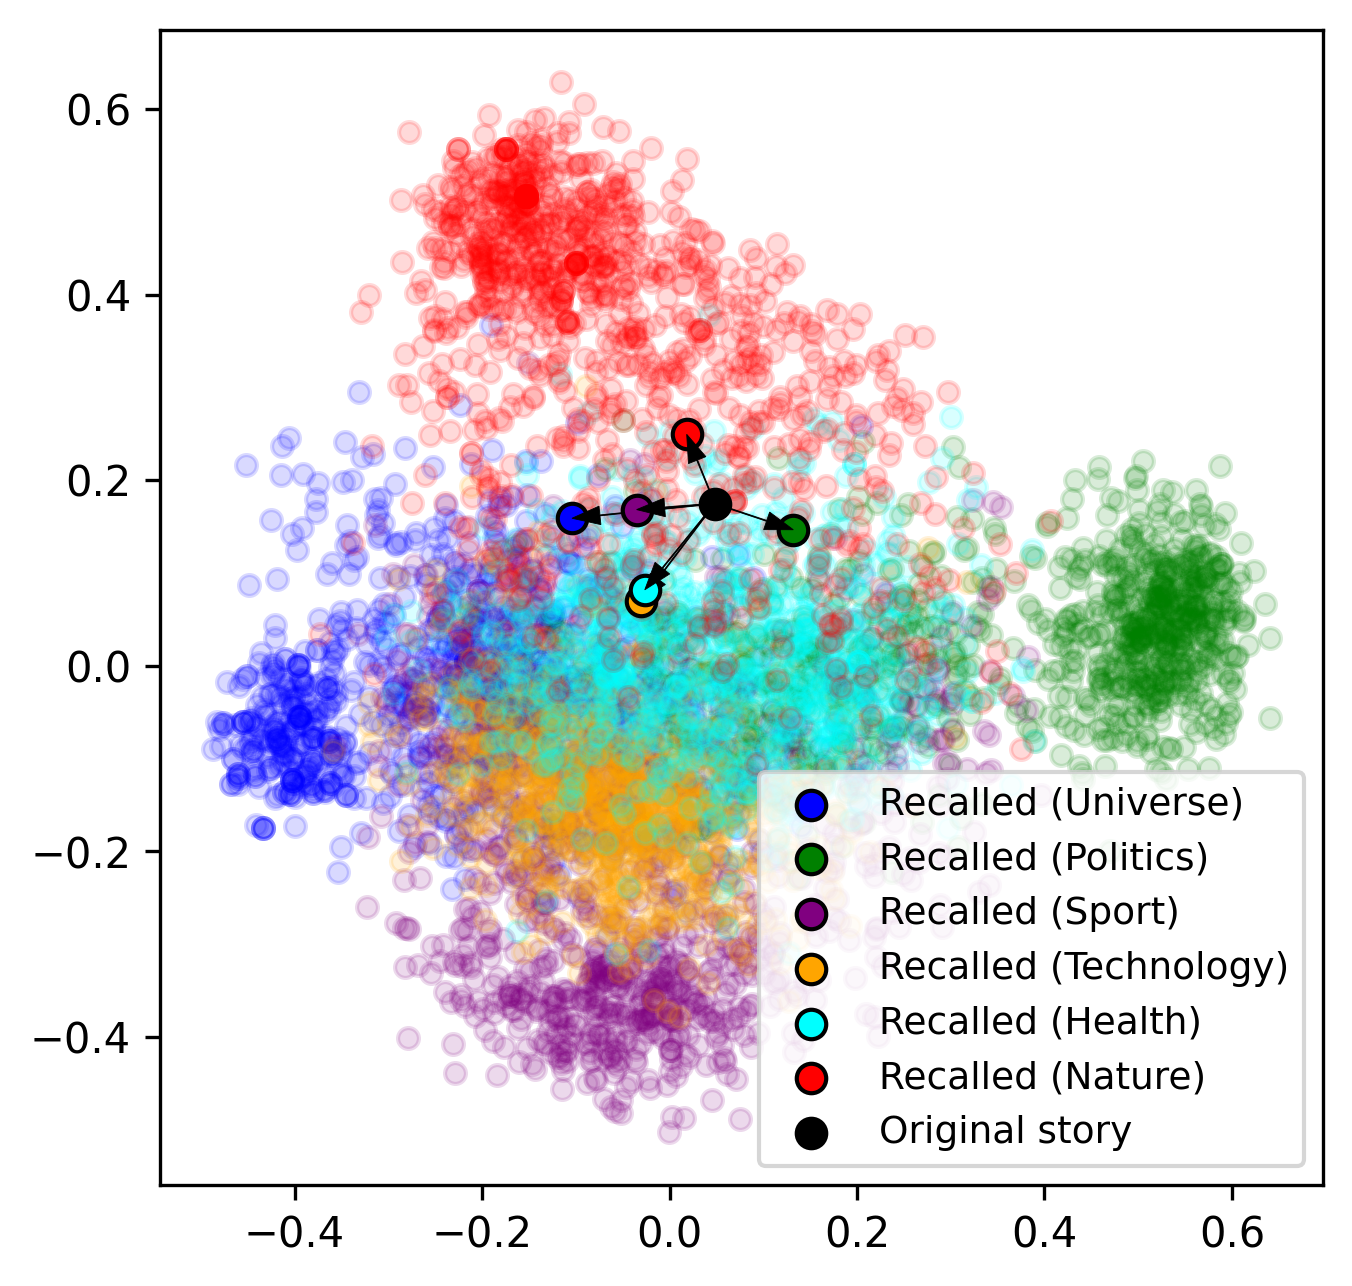 0.6
0.4
0.2
0.0
−0.2
−0.4
−0.4
−0.2
0.0
0.2
0.4
0.6
Recalled (Universe)
Recalled (Politics)
Recalled (Sport)
Recalled (Technology)
Recalled (Health)
Recalled (Nature)
Original story